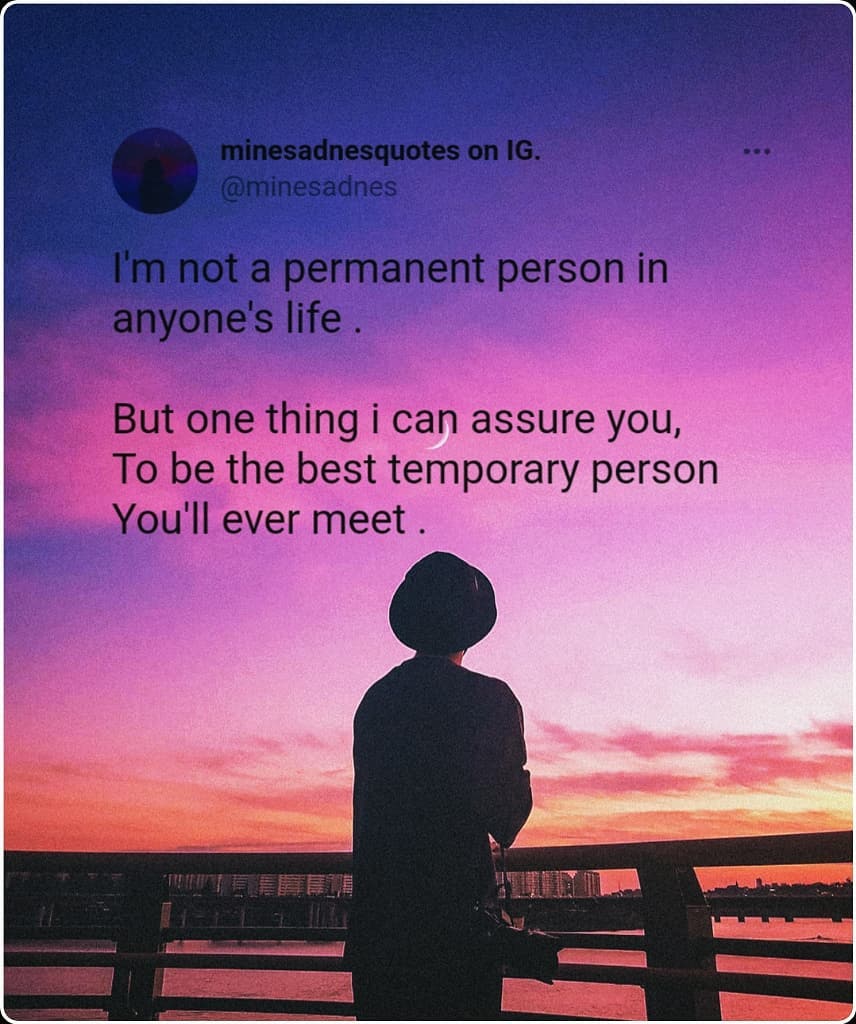 minesadnesquotes on IG.
@minesadnes
I'm not a permanent person in
anyone's life .
But one thing i can assure you,
To be the best temporary person
You'll ever meet .